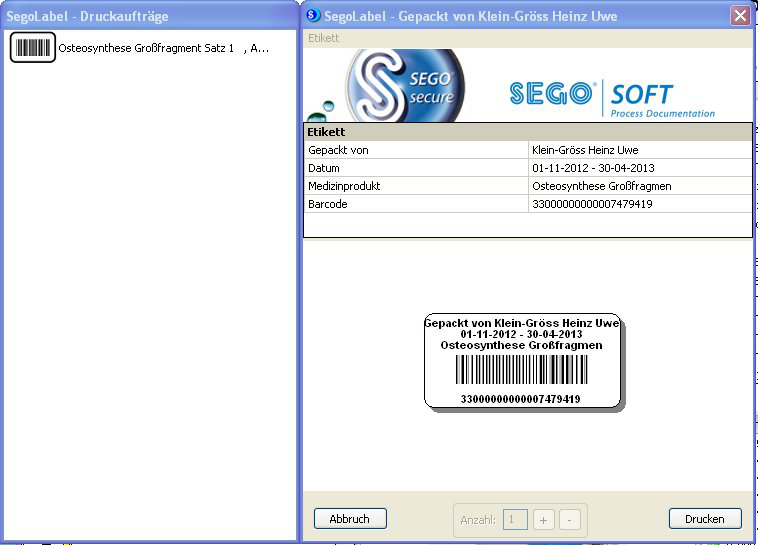 SegoLabel - Druckaufträge
Osteosynthese Großfragment Satz 1 , A...
SegoLabel - Gepackt von Klein-Gröss Heinz Uwe
Etikett
SEGO
secure
SEGO SOFT
Process Documentation
Etikett
Gepackt von Klein-Gröss Heinz Uwe
Datum 01-11-2012 - 30-04-2013
Medizinprodukt Osteosynthese Großfragmen
Barcode 33000000000007479419
Gepackt von Klein-Gröss Heinz Uwe
01-11-2012 - 30-04-2013
Osteosynthese Großfragmen
33000000000007479419
Abbruch
Anzahl: 1 + -
Drucken